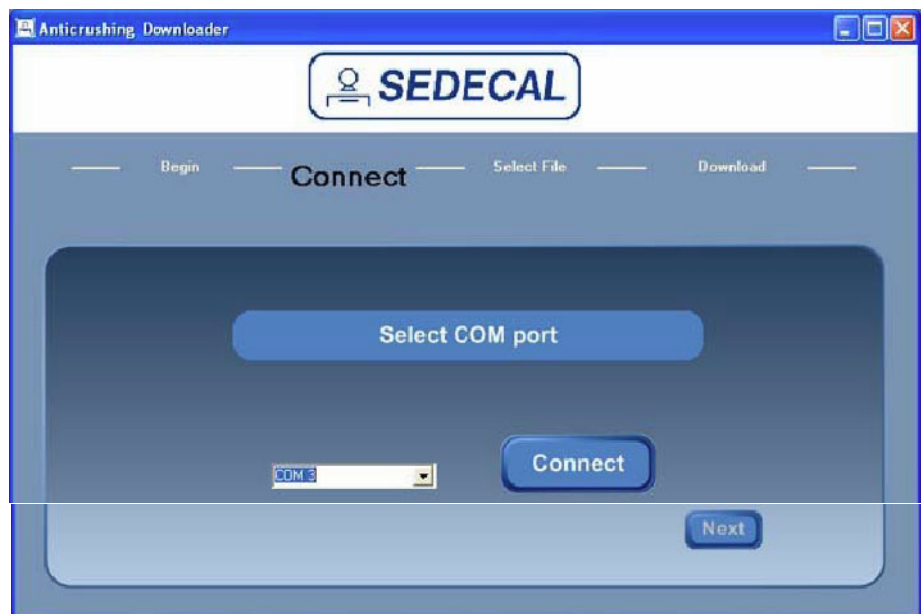 Anticrushing Downloader
SEDECAL
Begin Connect Select File Download
Select COM port
COM 3 Connect
Next